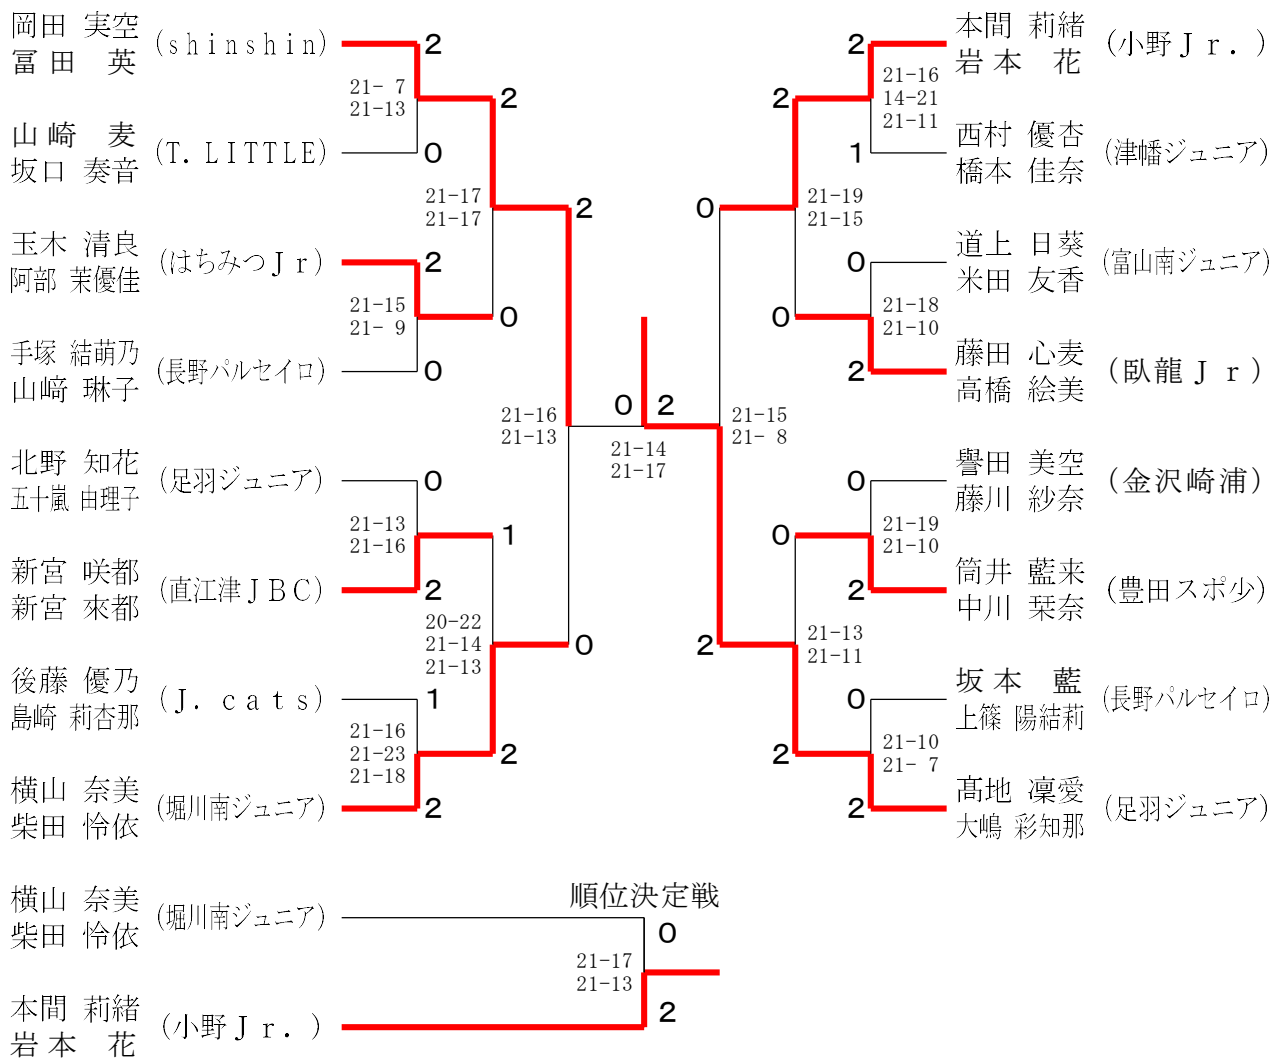 岡田 実空
冨田 英
(shinshin)
2
21- 7
21-13
2
山崎 麦
坂口 奏音
(T. LITTLE)
0
21-17
21-17
2
玉木 清良
阿部 茉優佳
(はちみつＪｒ)
2
21-15
21- 9
0
手塚 結萌乃
山﨑 琳子
(長野パルセイロ)
0
21-16
21-13
北野 知花
五十嵐 由理子
(足羽ジュニア)
0
21-13
21-16
1
新宮 咲都
新宮 來都
(直江津ＪＢＣ)
2
20-22
21-14
21-13
0
後藤 優乃
島崎 莉杏那
(J. cats)
1
21-16
21-23
21-18
2
横山 奈美
柴田 怜依
(堀川南ジュニア)
2
0 2
21-14
21-17
2
本間 莉緒
岩本 花
(小野Ｊｒ．)
21-16
14-21
21-11
2
1
西村 優杏
橋本 佳奈
(津幡ジュニア)
0
21-19
21-15
0
道上 日葵
米田 友香
(富山南ジュニア)
0
21-18
21-10
2
藤田 心麦
高橋 絵美
(臥龍Ｊｒ)
21-15
21- 8
0
譽田 美空
藤川 紗奈
(金沢崎浦)
0
21-19
21-10
2
筒井 藍来
中川 栞奈
(豊田スポ少)
2
21-13
21-11
0
坂本 藍
上篠 陽結莉
(長野パルセイロ)
2
21-10
21- 7
2
髙地 凜愛
大嶋 彩知那
(足羽ジュニア)
順位決定戦
横山 奈美
柴田 怜依
(堀川南ジュニア)
0
21-17
21-13
本間 莉緒
岩本 花
(小野Ｊｒ．)
2